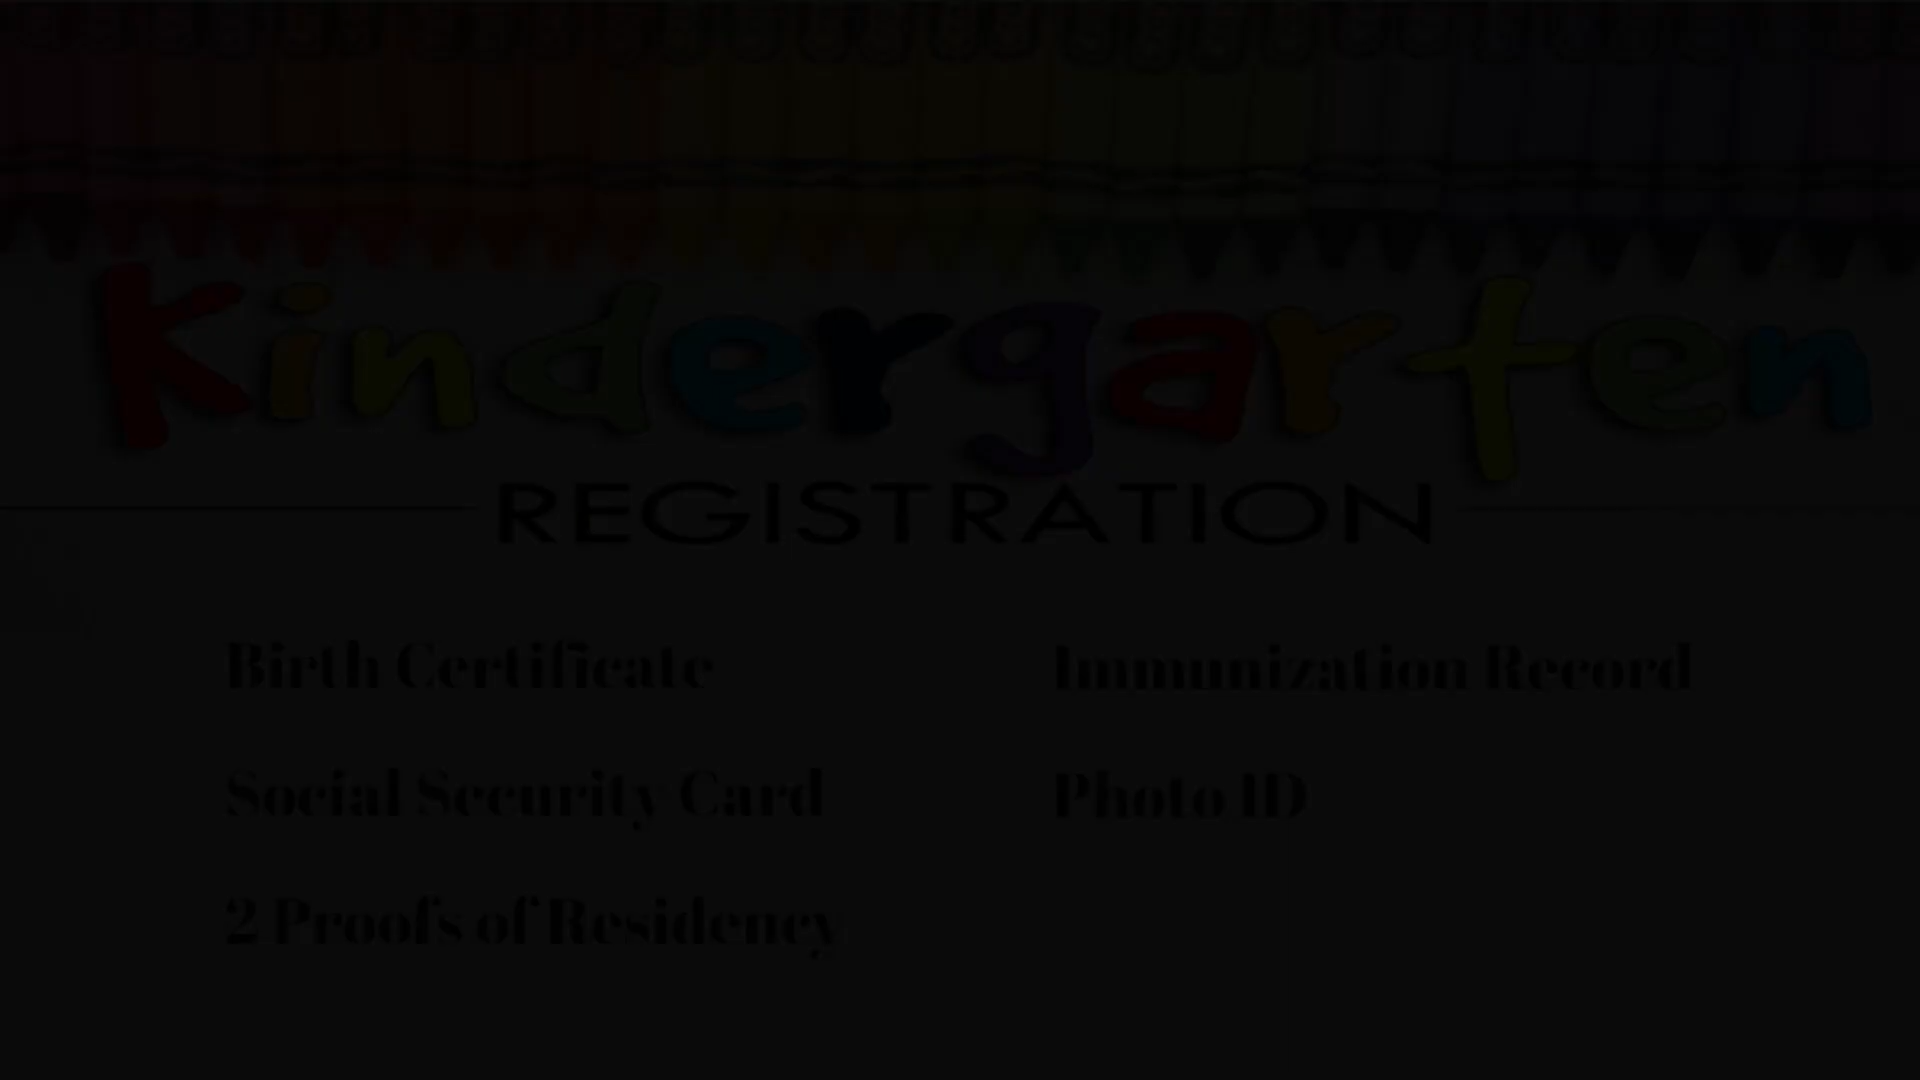 Kindergarten
REGISTRATION
Birth Certificate
Immunization Record
Social Security Card
Photo ID
2 Proofs of Residency